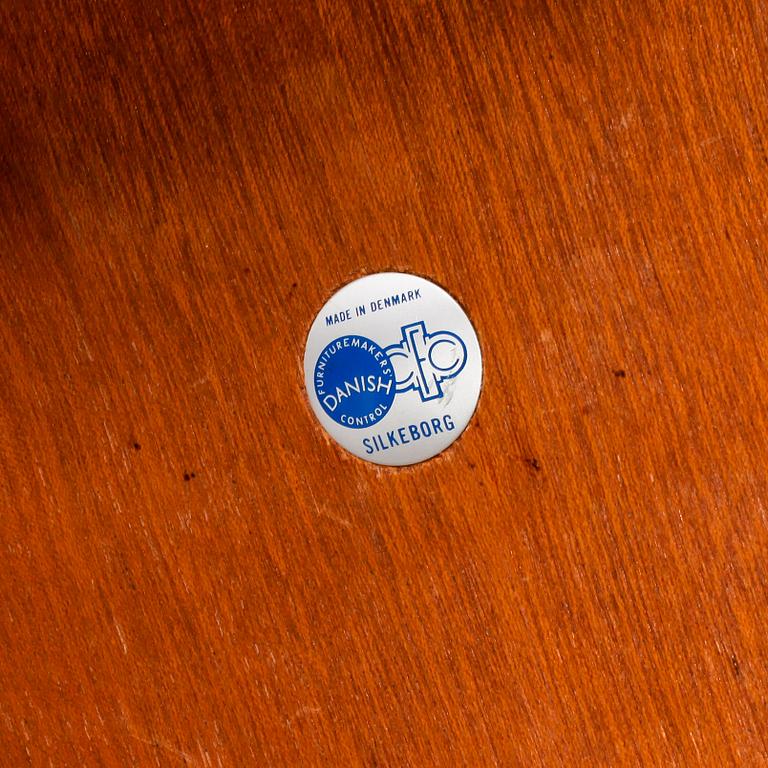 MADE IN DENMARK
FURNITUREMAKERS'
DANISH
CONTROL
SILKEBORG